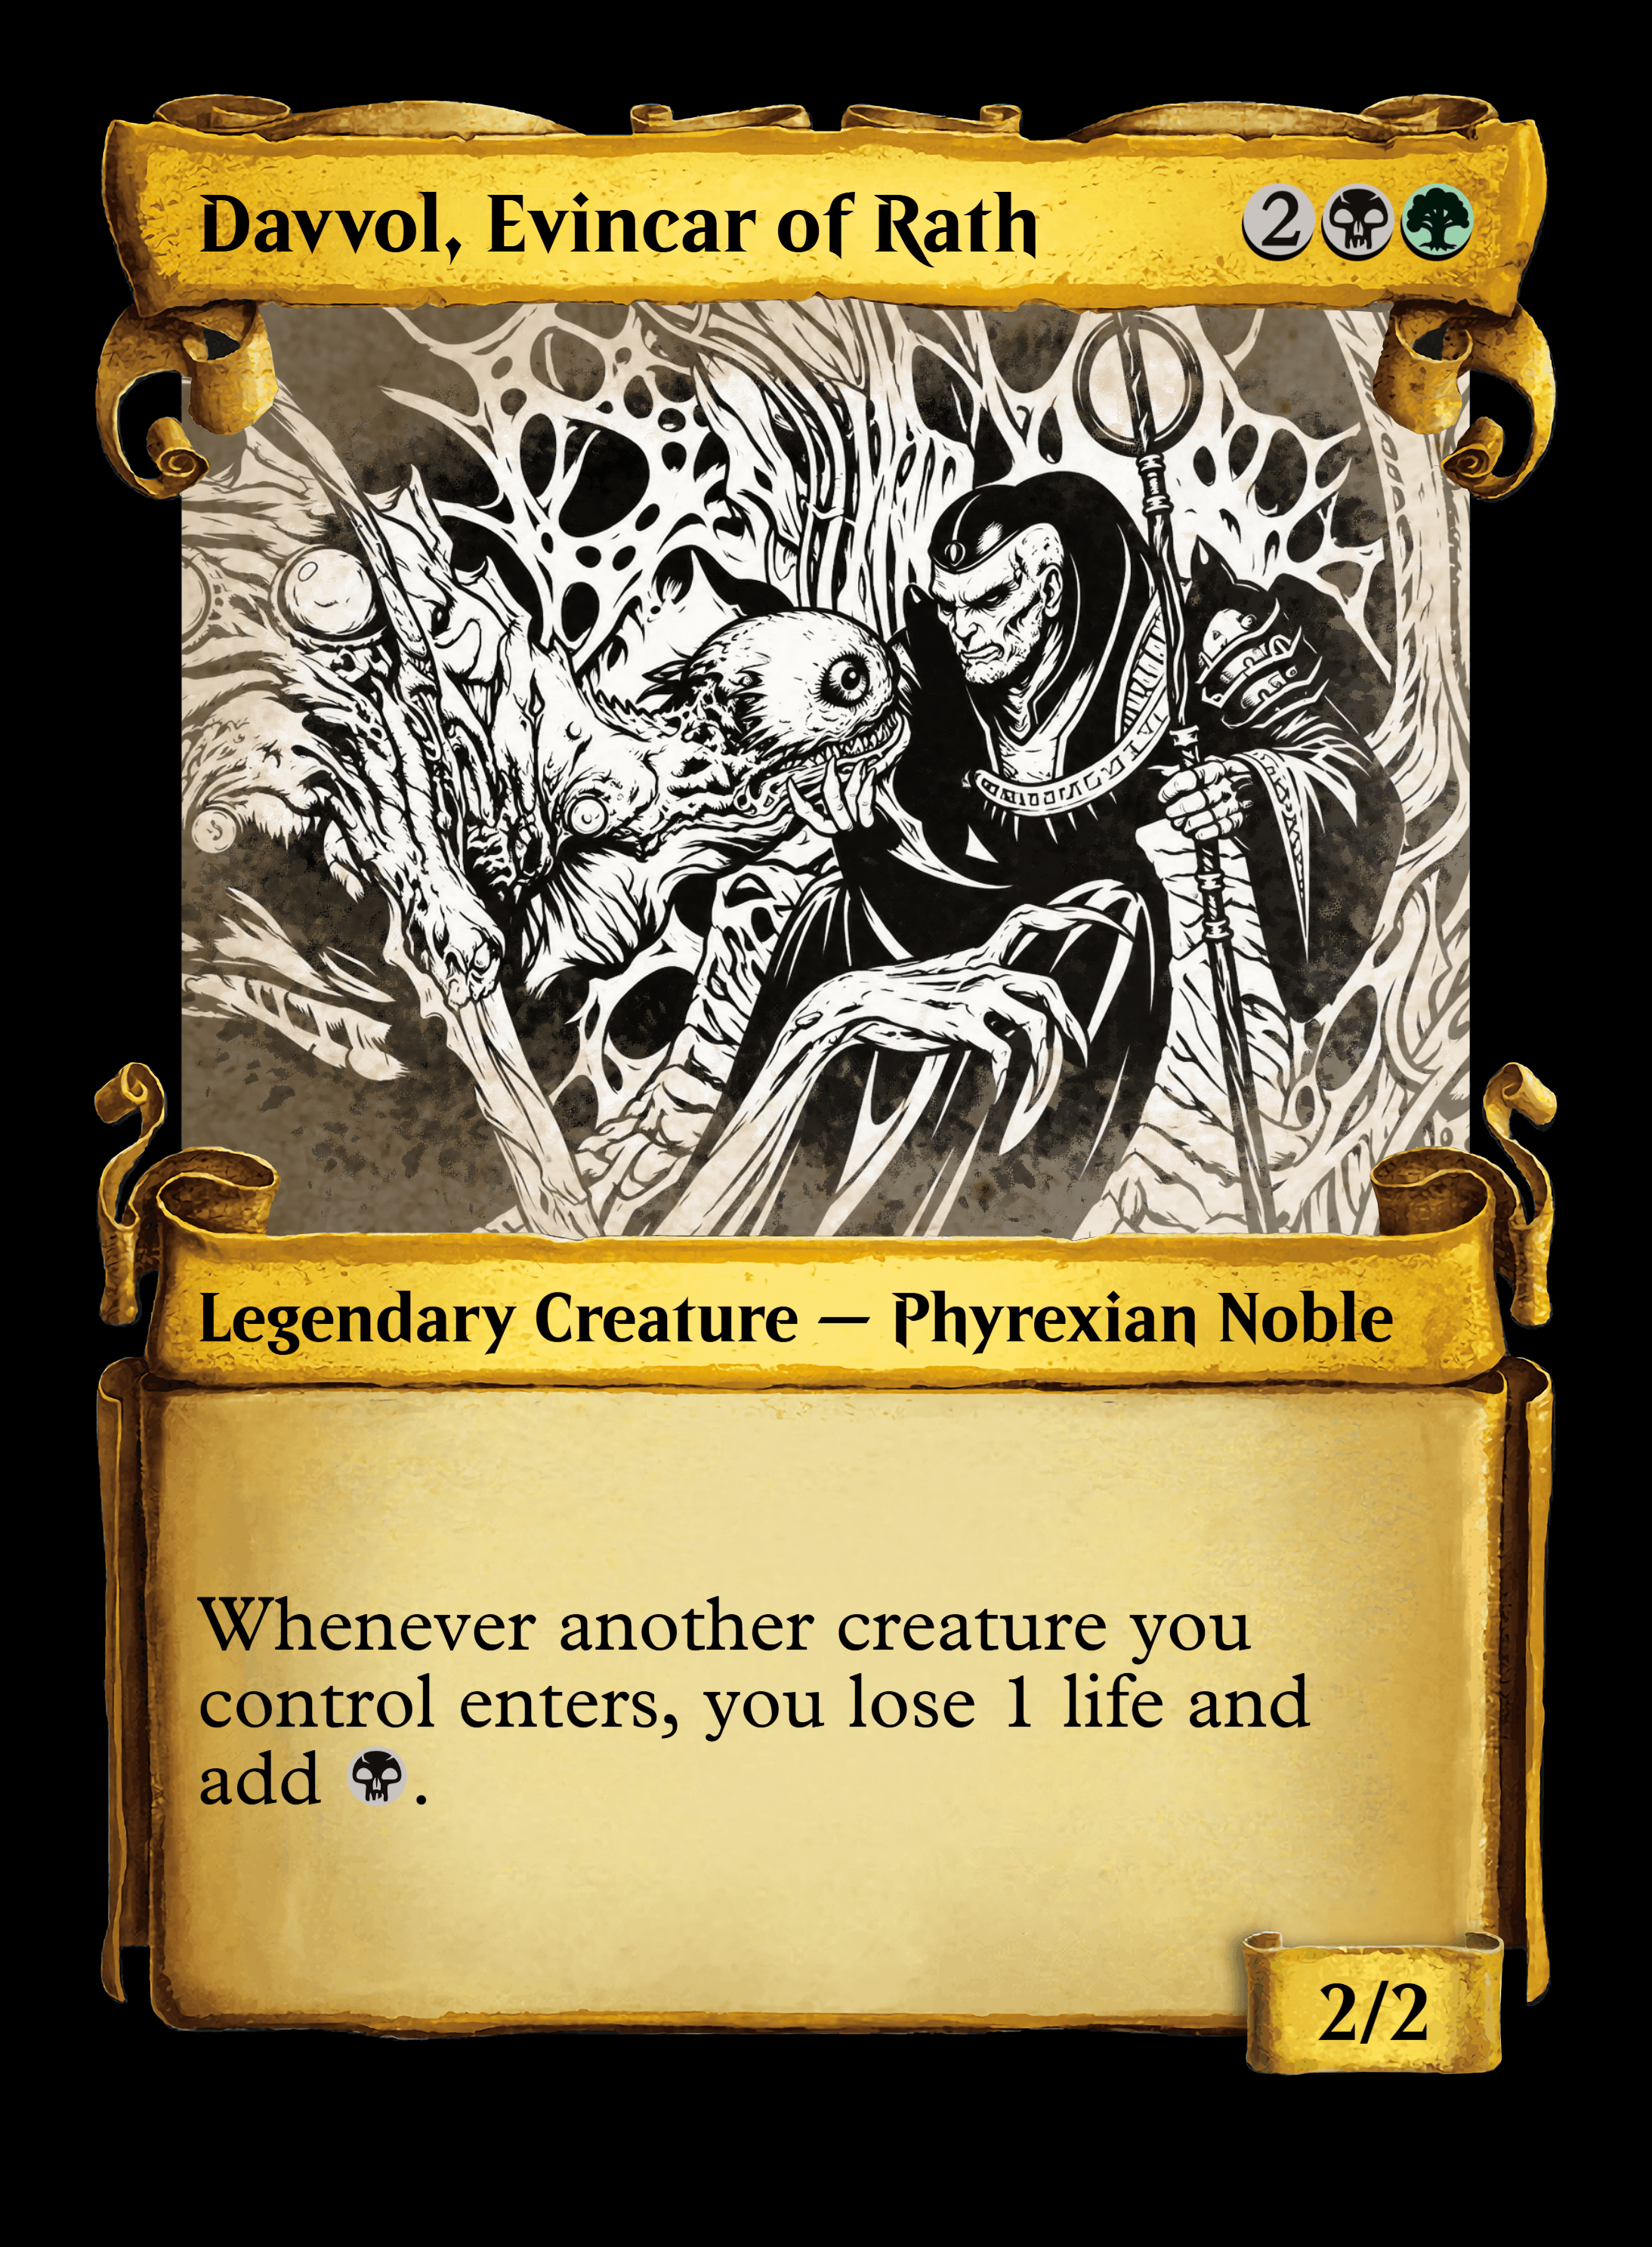 Davvol, Evincar of Rath 2
Legendary Creature — Phyrexian Noble
Whenever another creature you
control enters, you lose 1 life and
add .
2/2